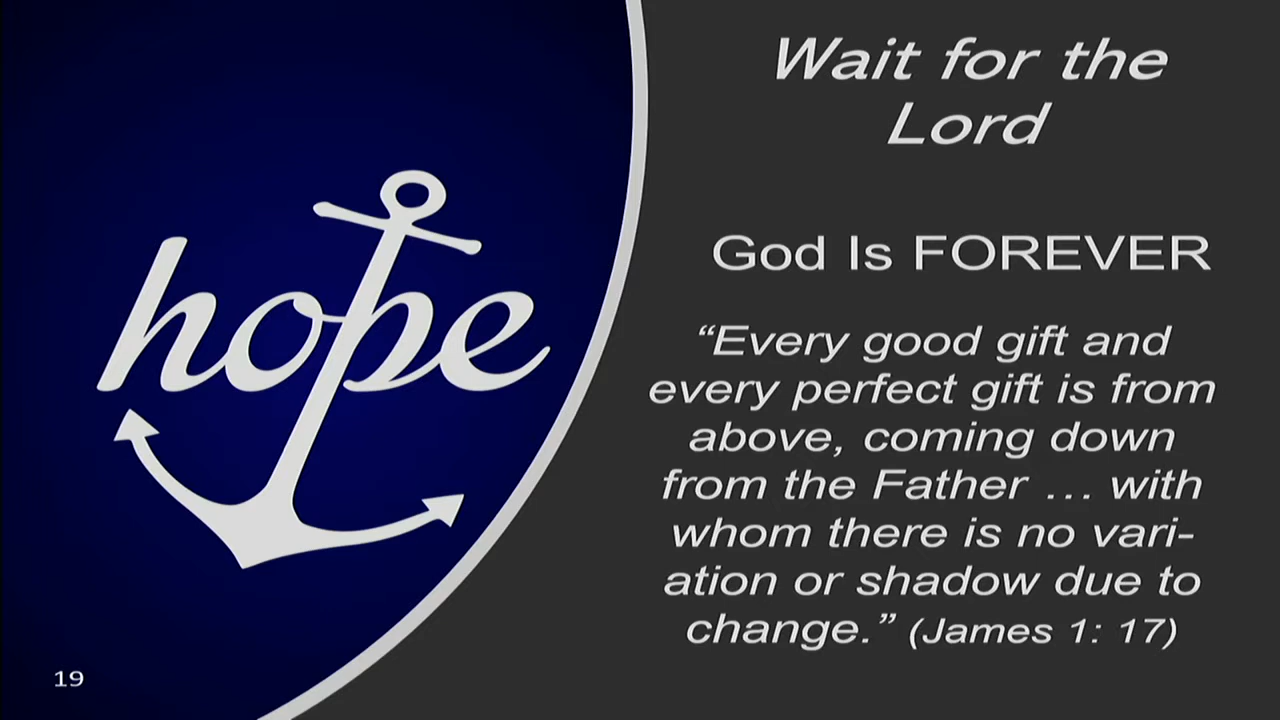 hope
Wait for the
Lord
God Is FOREVER
“Every good gift and
every perfect gift is from
above, coming down
from the Father … with
whom there is no vari-
ation or shadow due to
change.” (James 1: 17)
19